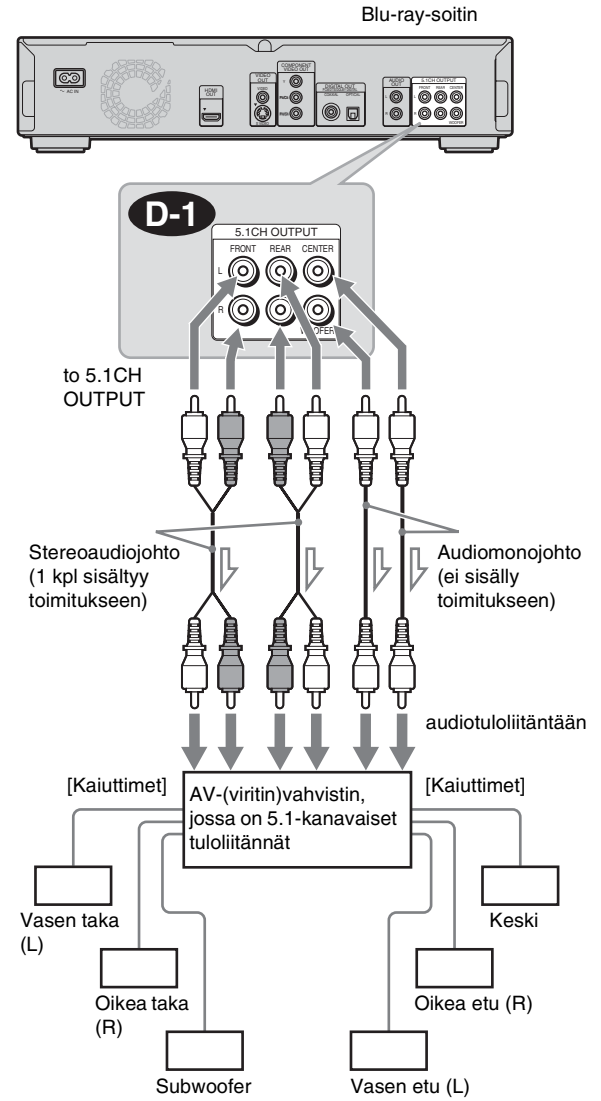 Blu-ray-soitin
AC IN
HDMI
OUT
VIDEO
OUT
VIDEO
S VIDEO
COMPONENT
VIDEO OUT
Y
DIGITAL OUT
COAXIAL
OPTICAL
AUDIO
OUT
L
R
5.1CH OUTPUT
FRONT REAR CENTER
L
R
WOOFER
D-1
5.1CH OUTPUT
FRONT REAR CENTER
L
R
WOOFER
to 5.1CH
OUTPUT
Stereoaudiojohto
(1 kpl sisältyy
toimitukseen)
Audiomonojohto
(ei sisälly
toimitukseen)
audiotuloliitäntään
[Kaiuttimet]
[Kaiuttimet]
AV-(viritin)vahvistin,
jossa on 5.1-kanavaiset
tuloliitännät
Vasen taka
(L)
Keski
Oikea taka
(R)
Oikea etu (R)
Subwoofer
Vasen etu (L)